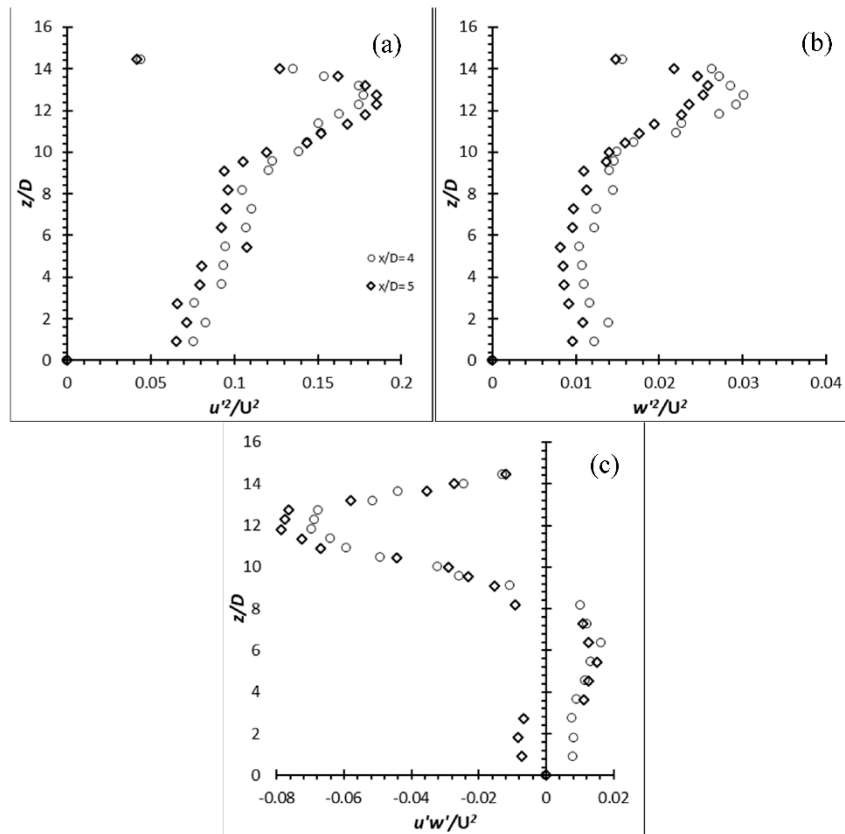 16
(a)
14
12
10
z/D
8
6
○ x/D= 4
4
◇ x/D= 5
2
0
0 0.05 0.1 0.15 0.2
u'²/U²
16
(b)
14
12
10
z/D
8
6
4
2
0
0 0.01 0.02 0.03 0.04
w'²/U²
16
(c)
14
12
10
z/D
8
6
4
2
0
-0.08 -0.06 -0.04 -0.02 0 0.02
u'w'/U²